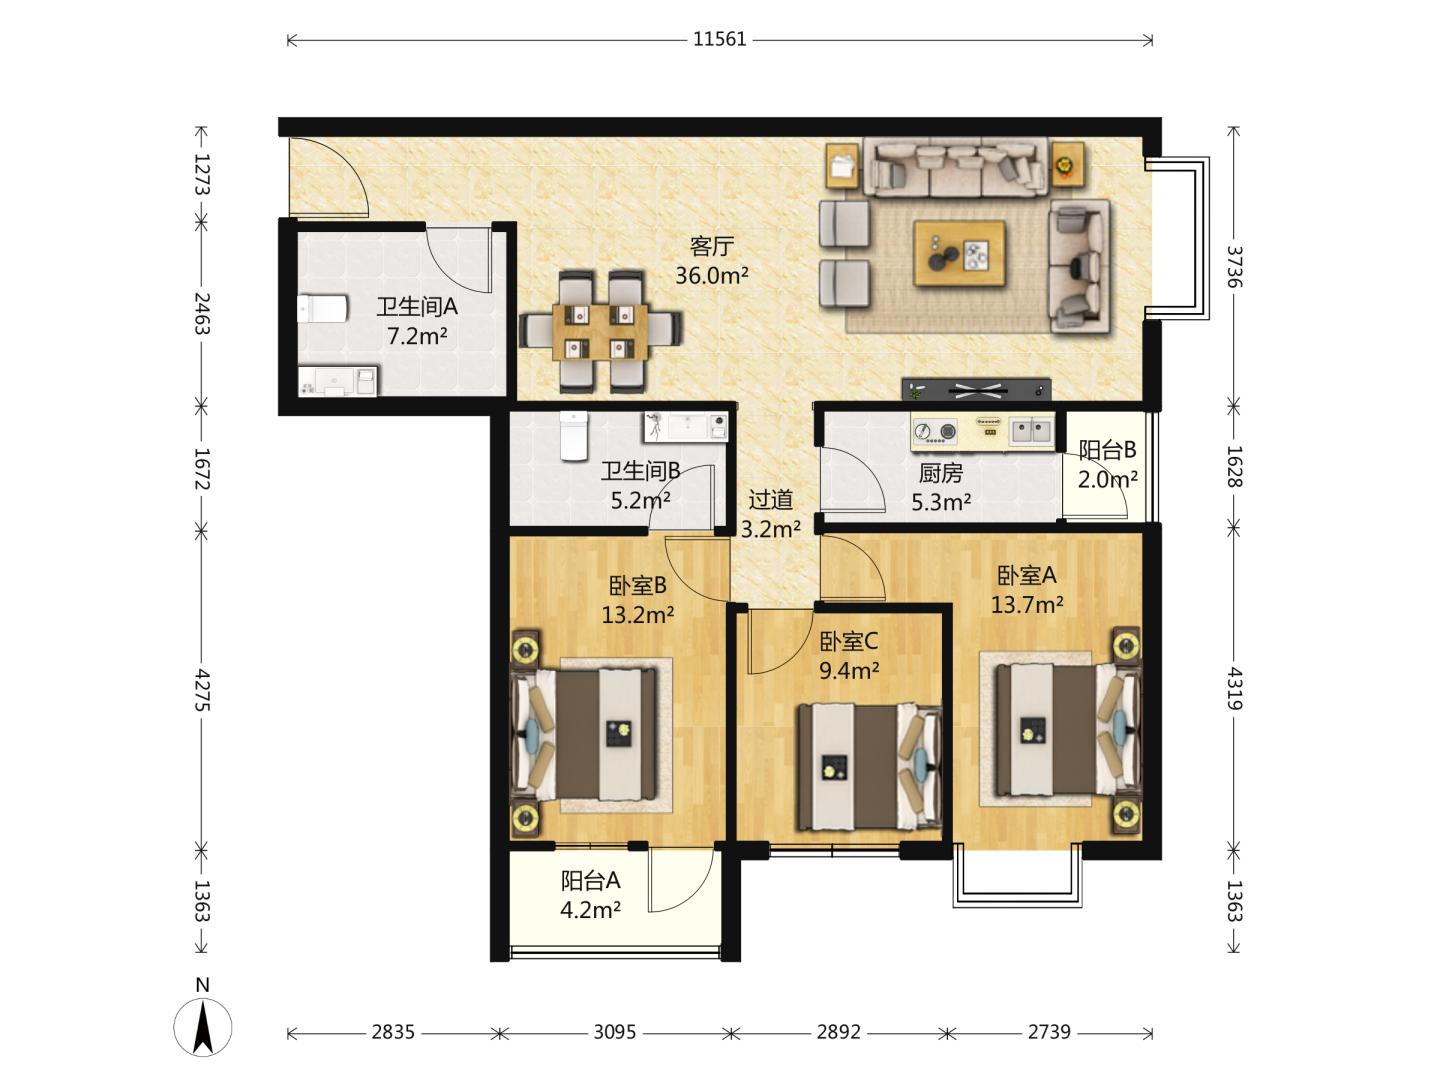 11561
1273
2463
1672
4275
1363
3736
1628
4319
1363
客厅
36.0m²
卫生间A
7.2m²
卫生间B
5.2m²
过道
3.2m²
厨房
5.3m²
阳台B
2.0m²
卧室B
13.2m²
卧室C
9.4m²
卧室A
13.7m²
阳台A
4.2m²
N
2835
3095
2892
2739